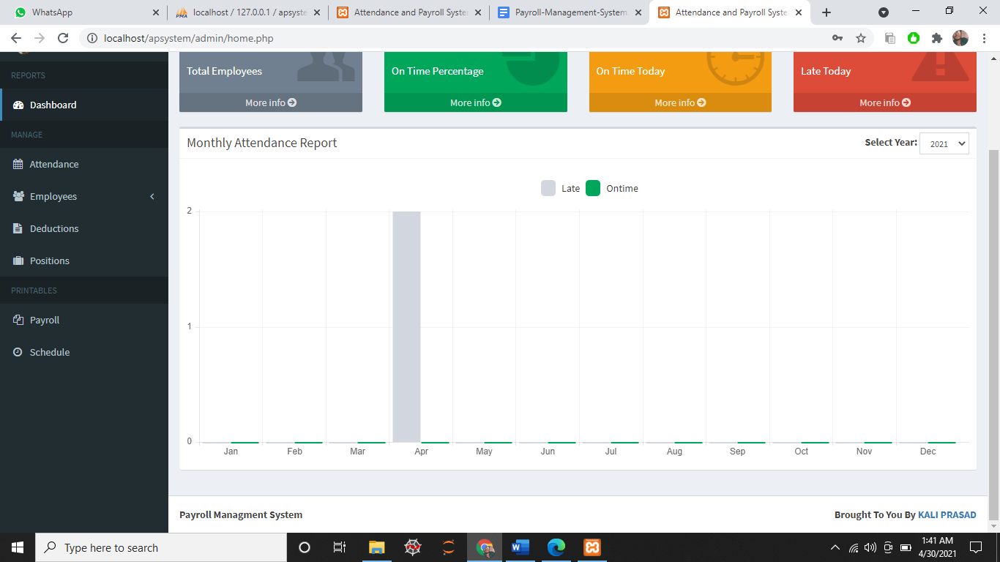 WhatsApp
localhost / 127.0.0.1 / apsyste
Attendance and Payroll Syste
Payroll-Management-System
Attendance and Payroll Syste
localhost/apsystem/admin/home.php
REPORTS
Dashboard
MANAGE
Attendance
Employees
Deductions
Positions
PRINTABLES
Payroll
Schedule
Total Employees
More info
On Time Percentage
More info
On Time Today
More info
Late Today
More info
Monthly Attendance Report
Select Year: 2021
Late Ontime
2
1
0
Jan Feb Mar Apr May Jun Jul Aug Sep Oct Nov Dec
Payroll Managment System
Brought To You By KALI PRASAD
Type here to search
1:41 AM
4/30/2021